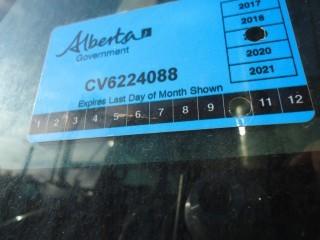 Alberta
Government
2017
2018
2020
2021
CV6224088
Expires Last Day of Month Shown
1 2 3 4 5 6 7 8 9 11 12